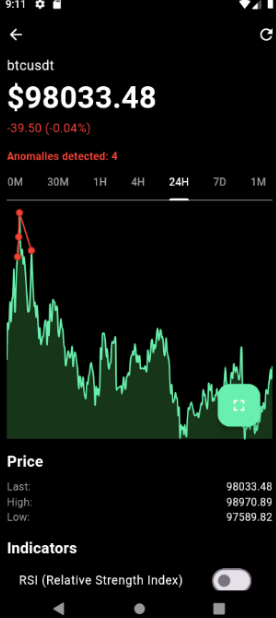 9:11
btcusdt
$98033.48
-39.50 (-0.04%)
Anomalies detected: 4
0M 30M 1H 4H 24H 7D 1M
Price
Last: 98033.48
High: 98970.89
Low: 97589.82
Indicators
RSI (Relative Strength Index)